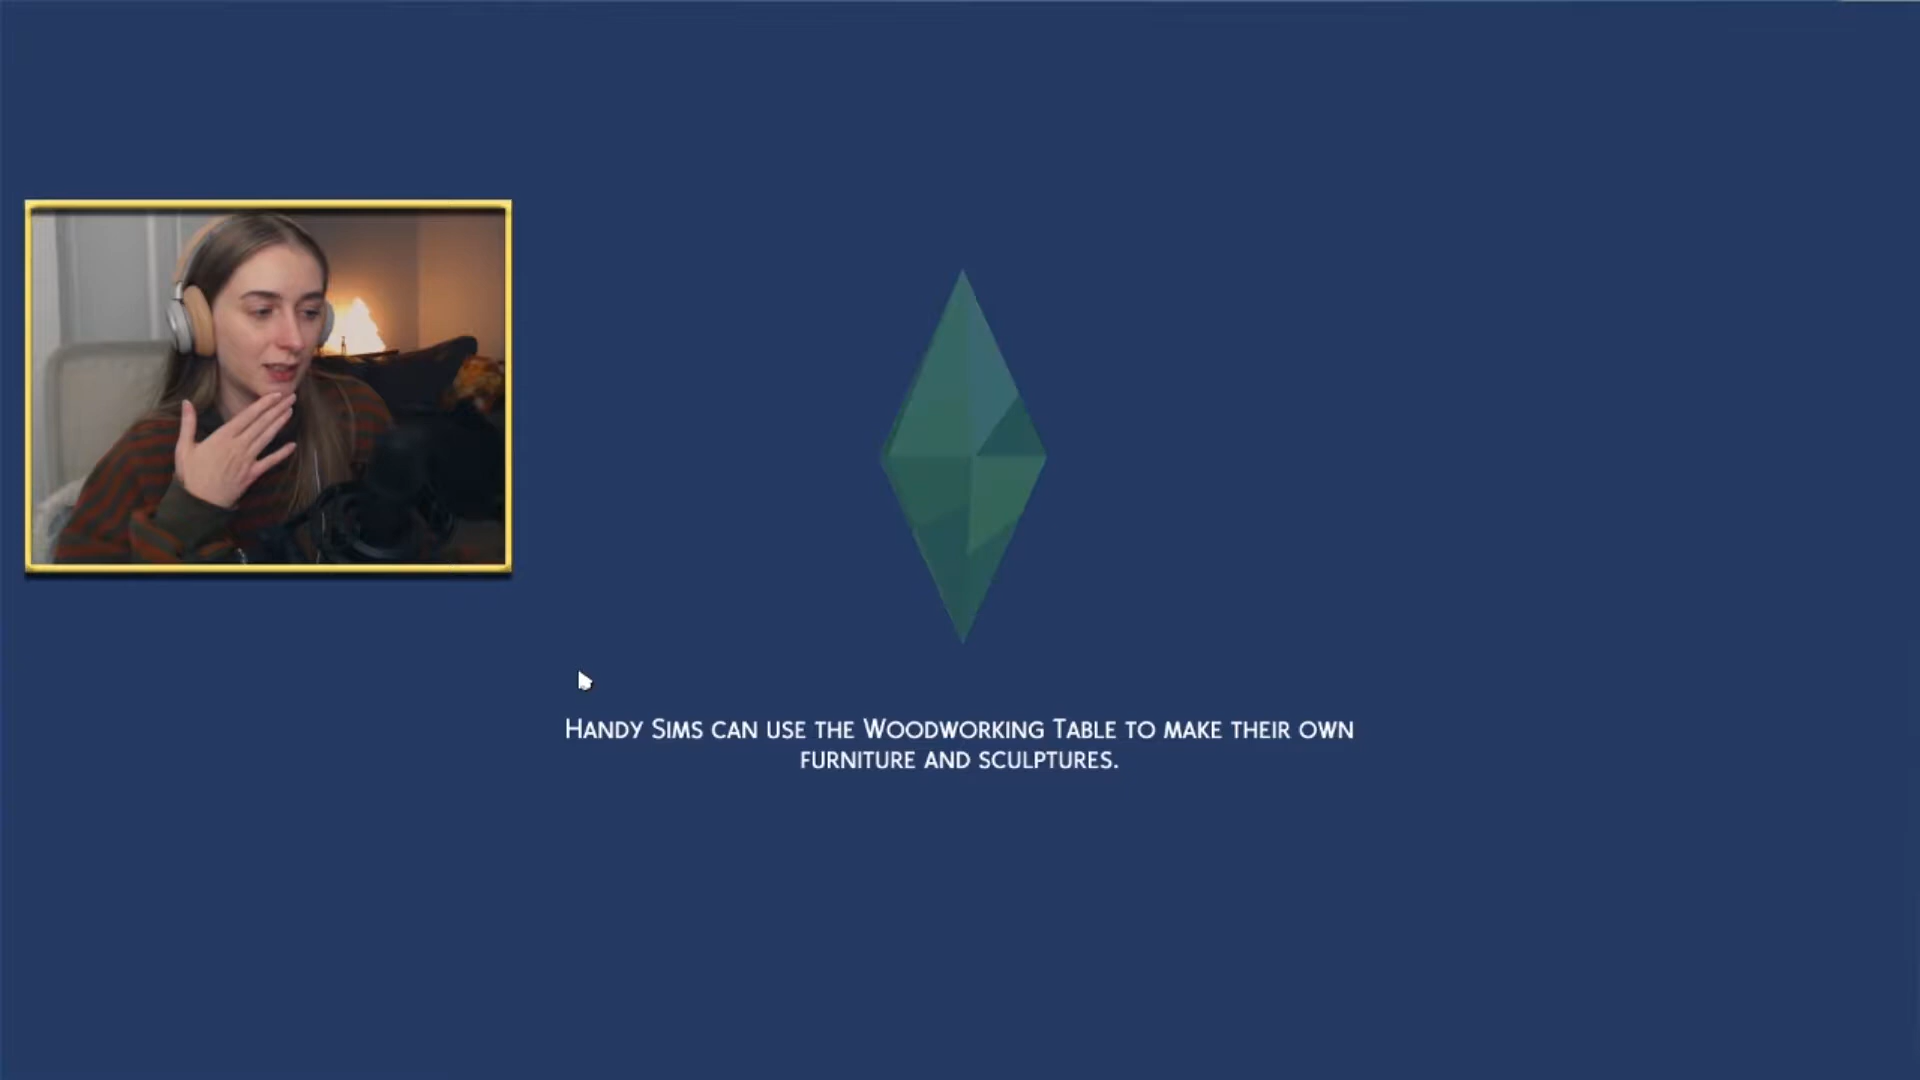 Handy Sims can use the Woodworking Table to make their own
furniture and sculptures.